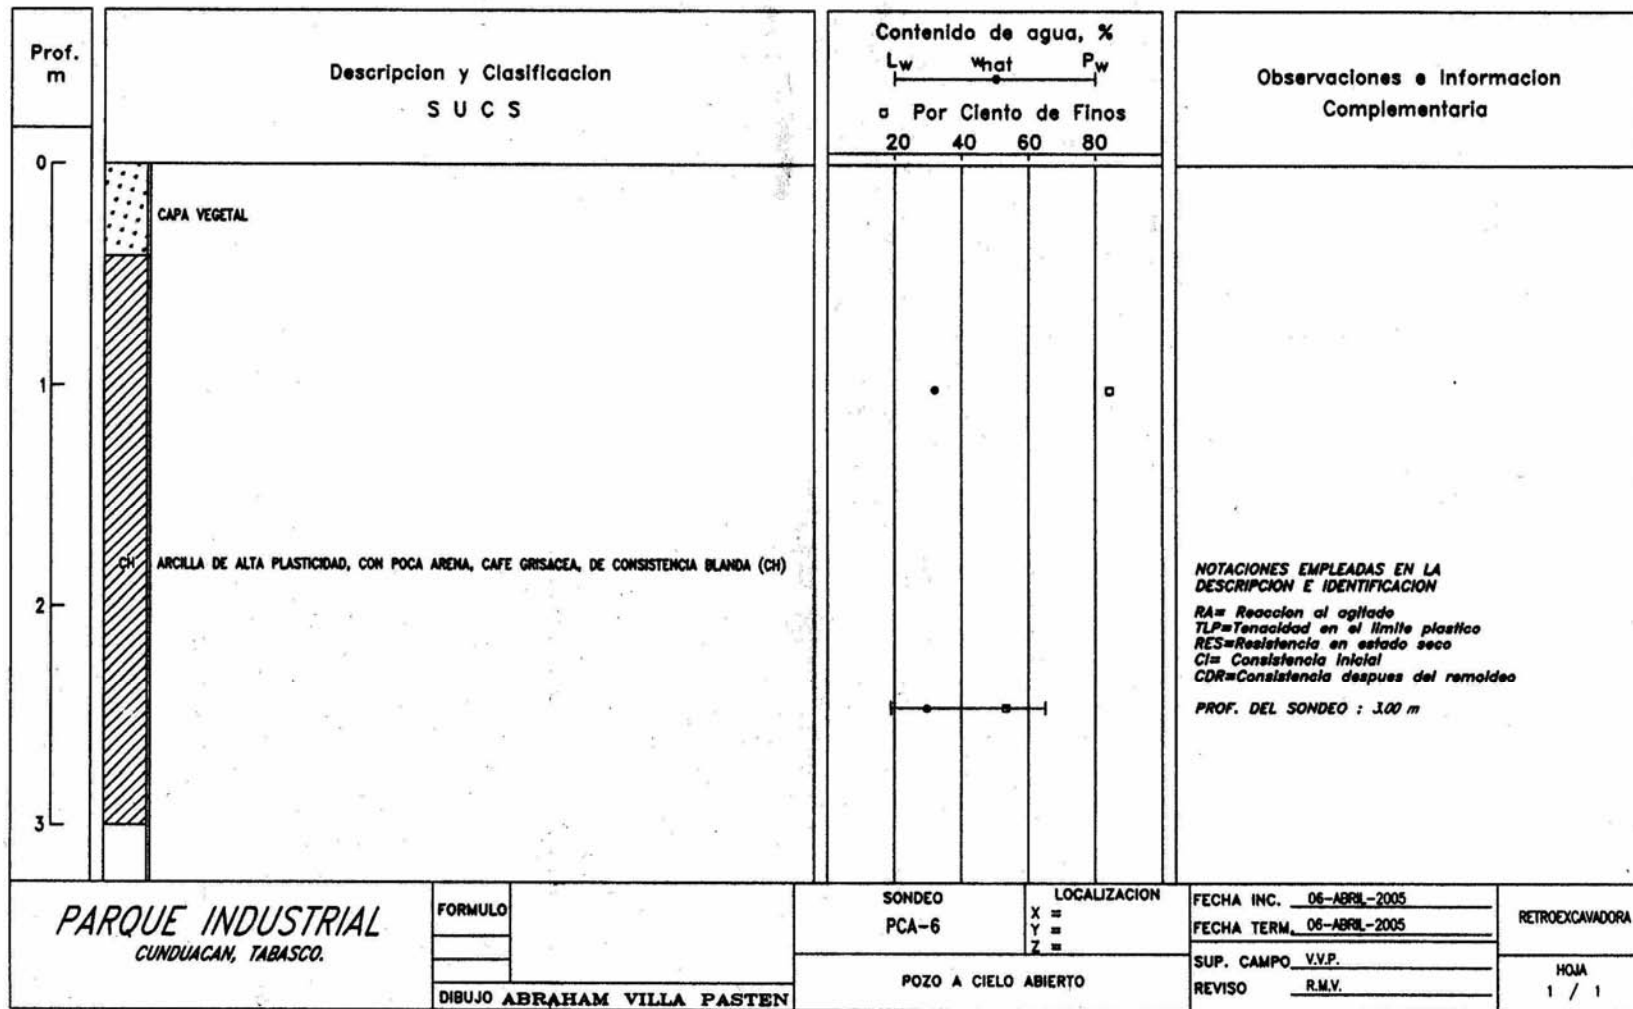 Prof.
m
Descripcion y Clasificacion
S U C S
Contenido de agua, %
Lw wnat Pw
Por Ciento de Finos
20 40 60 80
Observaciones e Informacion
Complementaria
0
CAPA VEGETAL
1
CH ARCILLA DE ALTA PLASTICIDAD, CON POCA ARENA, CAFE GRISACEA, DE CONSISTENCIA BLANDA (CH)
2
3
NOTACIONES EMPLEADAS EN LA
DESCRIPCION E IDENTIFICACION
RA= Reaccion al agitado
TLP=Tenacidad en el limite plastico
RES=Resistencia en estado seco
CI= Consistencia inicial
CDR=Consistencia despues del remoldeo
PROF. DEL SONDEO : 3.00 m
PARQUE INDUSTRIAL
CUNDUACAN, TABASCO.
FORMULO
DIBUJO ABRAHAM VILLA PASTEN
SONDEO
PCA-6
LOCALIZACION
X =
Y =
Z =
POZO A CIELO ABIERTO
FECHA INC. 06-ABRIL-2005
FECHA TERM. 06-ABRIL-2005
SUP. CAMPO V.V.P.
REVISO R.M.V.
RETROEXCAVADORA
HOJA
1 / 1